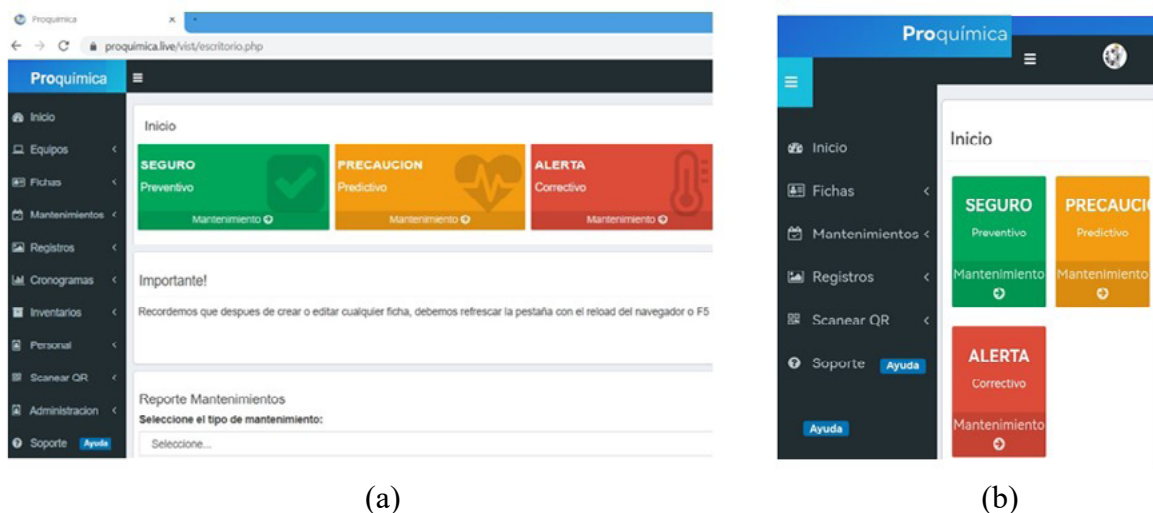 Proquimica
proquimica.live/vist/escritorio.php
Proquímica
Inicio
Equipos
Fichas
Mantenimientos
Registros
Cronogramas
Inventarios
Personal
Scanear QR
Administracion
Soporte Ayuda
Inicio
SEGURO
Preventivo
Mantenimiento
PRECAUCION
Predictivo
Mantenimiento
ALERTA
Correctivo
Mantenimiento
Importante!
Recordemos que despues de crear o editar cualquier ficha, debemos refrescar la pestaña con el reload del navegador o F5
Reporte Mantenimientos
Seleccione el tipo de mantenimiento:
Seleccione...
(a)
Proquímica
Inicio
Fichas
Mantenimientos
Registros
Scanear QR
Soporte Ayuda
Ayuda
Inicio
SEGURO
Preventivo
Mantenimiento
PRECAUCI
Predictivo
Mantenimiento
ALERTA
Correctivo
Mantenimiento
(b)